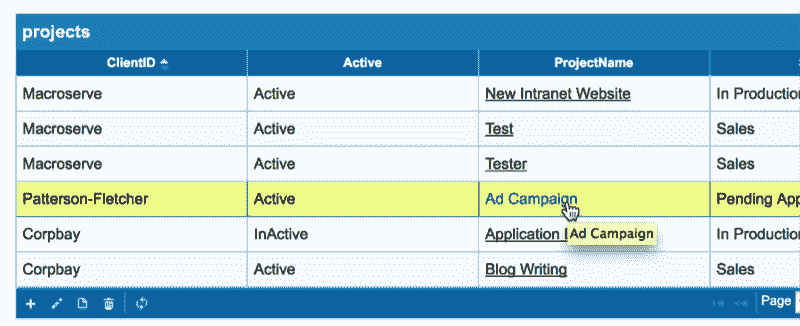 projects
ClientID Active ProjectName
Macroserve Active New Intranet Website In Productio
Macroserve Active Test Sales
Macroserve Active Tester Sales
Patterson-Fletcher Active Ad Campaign Pending App
Corpbay InActive Application Ad Campaign In Productio
Corpbay Active Blog Writing Sales
Page